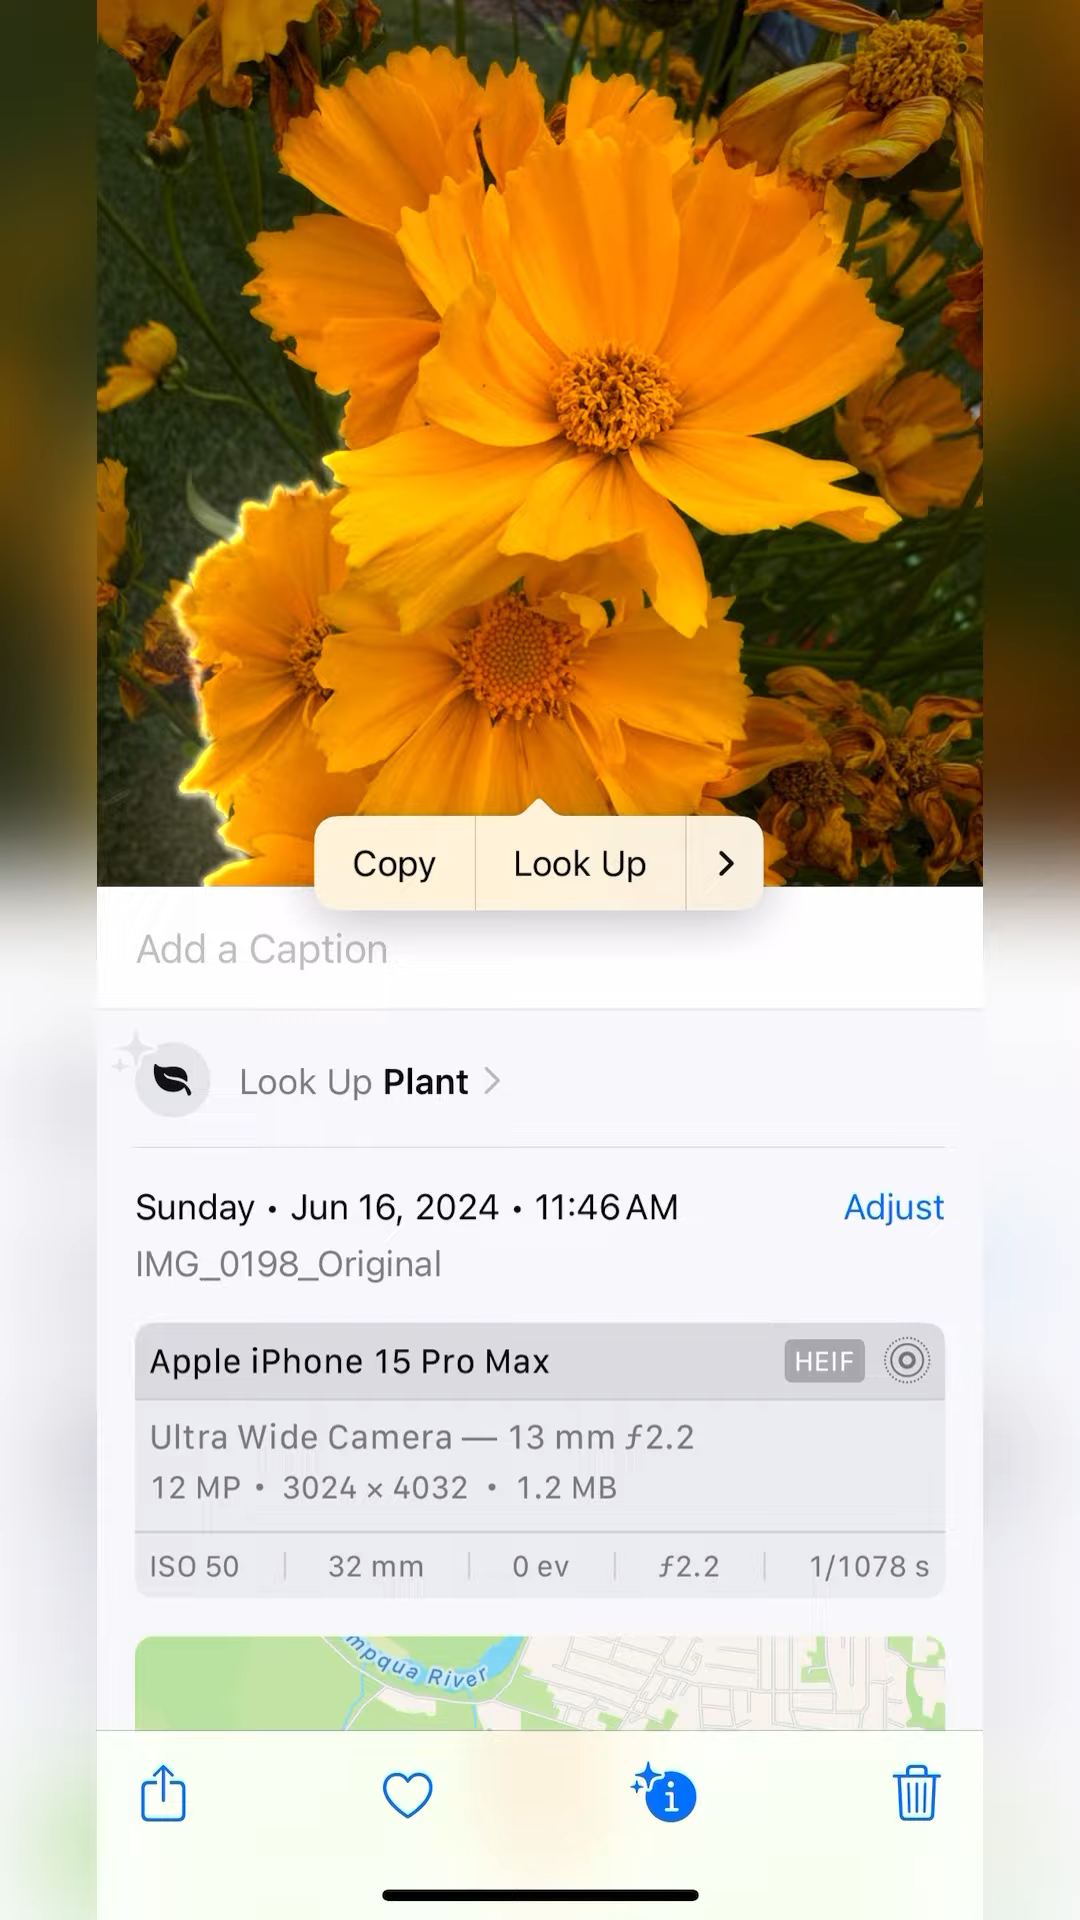 Copy
Look Up
Add a Caption
Look Up Plant
Sunday • Jun 16, 2024 • 11:46 AM
Adjust
IMG_0198_Original
Apple iPhone 15 Pro Max
HEIF
Ultra Wide Camera — 13 mm ƒ2.2
12 MP • 3024 × 4032 • 1.2 MB
ISO 50 | 32 mm | 0 ev | ƒ2.2 | 1/1078 s
mpqua River